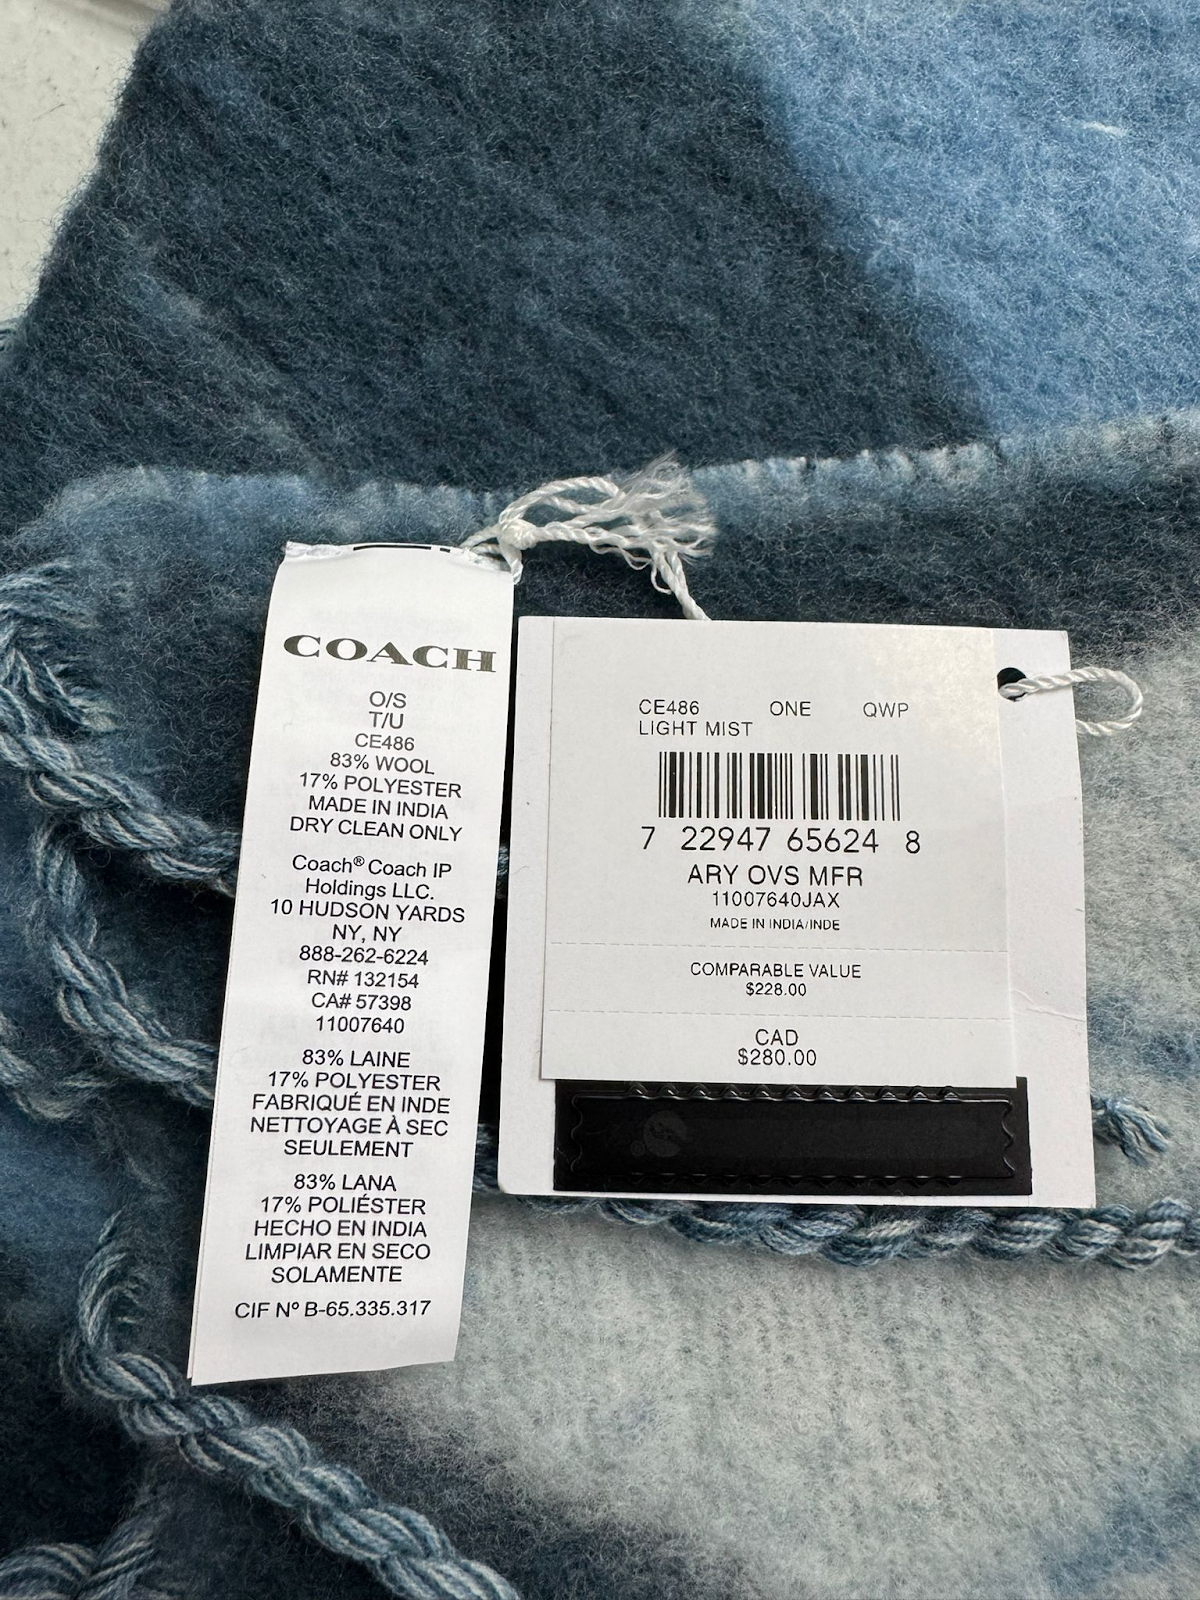 COACH
O/S
T/U
CE486
83% WOOL
17% POLYESTER
MADE IN INDIA
DRY CLEAN ONLY
Coach® Coach IP
Holdings LLC.
10 HUDSON YARDS
NY, NY
888-262-6224
RN# 132154
CA# 57398
11007640
83% LAINE
17% POLYESTER
FABRIQUÉ EN INDE
NETTOYAGE À SEC
SEULEMENT
83% LANA
17% POLIÉSTER
HECHO EN INDIA
LIMPIAR EN SECO
SOLAMENTE
CIF Nº B-65.335.317
CE486 ONE QWP
LIGHT MIST
7 22947 65624 8
ARY OVS MFR
11007640JAX
MADE IN INDIA/INDE
COMPARABLE VALUE
$228.00
CAD
$280.00